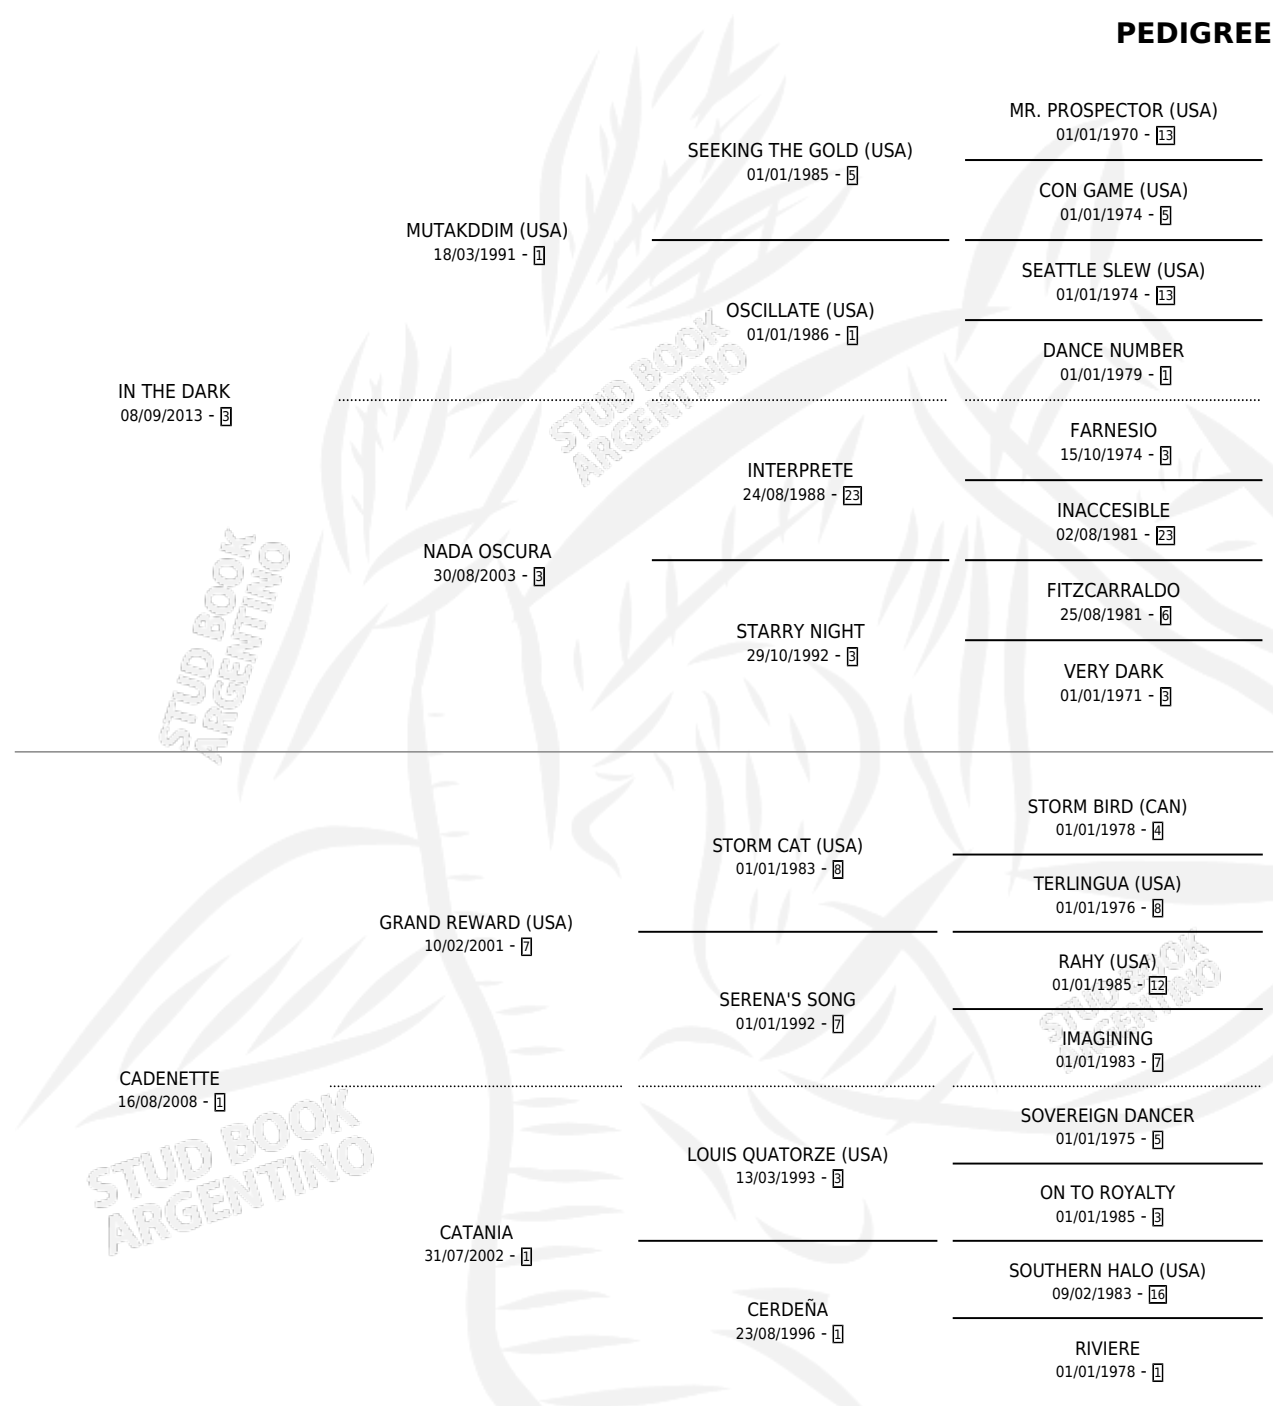 PEDIGREE
MR. PROSPECTOR (USA)
01/01/1970 - 13
SEEKING THE GOLD (USA)
01/01/1985 - 5
CON GAME (USA)
01/01/1974 - 5
MUTAKDDIM (USA)
18/03/1991 - 1
SEATTLE SLEW (USA)
01/01/1974 - 13
OSCILLATE (USA)
01/01/1986 - 1
DANCE NUMBER
01/01/1979 - 1
IN THE DARK
08/09/2013 - 3
STUD BOOK
ARGENTINO
FARNESIO
15/10/1974 - 3
INTERPRETE
24/08/1988 - 23
INACCESIBLE
02/08/1981 - 23
NADA OSCURA
30/08/2003 - 3
FITZCARRALDO
25/08/1981 - 6
STARRY NIGHT
29/10/1992 - 3
VERY DARK
01/01/1971 - 3
STUD BOOK
ARGENTINO
STORM BIRD (CAN)
01/01/1978 - 4
STORM CAT (USA)
01/01/1983 - 8
TERLINGUA (USA)
01/01/1976 - 8
GRAND REWARD (USA)
10/02/2001 - 7
RAHY (USA)
01/01/1985 - 12
SERENA'S SONG
01/01/1992 - 7
STUD BOOK
ARGENTINO
IMAGINING
01/01/1983 - 7
CADENETTE
16/08/2008 - 1
STUD BOOK
ARGENTINO
SOVEREIGN DANCER
01/01/1975 - 5
LOUIS QUATORZE (USA)
13/03/1993 - 3
ON TO ROYALTY
01/01/1985 - 3
CATANIA
31/07/2002 - 1
SOUTHERN HALO (USA)
09/02/1983 - 16
CERDEÑA
23/08/1996 - 1
RIVIERE
01/01/1978 - 1